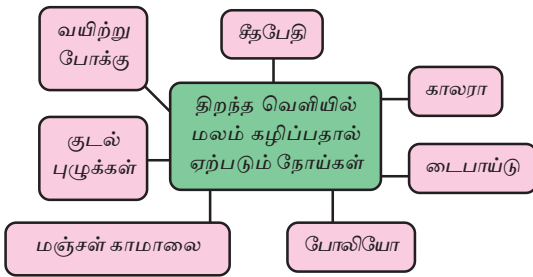 வயிற்று
போக்கு
சீதபேதி
காலரா
திறந்த வெளியில்
மலம் கழிப்பதால்
ஏற்படும் நோய்கள்
குடல்
புழுக்கள்
டைபாய்டு
மஞ்சள் காமாலை
போலியோ